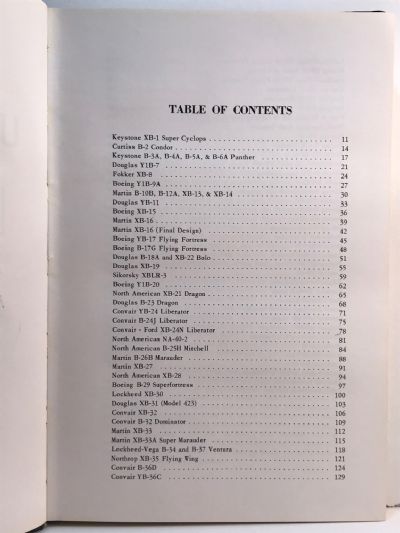 TABLE OF CONTENTS
Keystone XB-1 Super Cyclops 11
Curtiss B-2 Condor 14
Keystone B-3A, B-4A, B-5A, & B-6A Panther 17
Douglas Y1B-7 21
Fokker XB-8 24
Boeing Y1B-9A 27
Martin B-10B, B-12A, XB-13, & XB-14 30
Douglas YB-11 33
Boeing XB-15 36
Martin XB-16 39
Martin XB-16 (Final Design) 42
Boeing YB-17 Flying Fortress 45
Boeing B-17G Flying Fortress 48
Douglas B-18A and XB-22 Bolo 51
Douglas XB-19 55
Sikorsky XBLR-3 59
Boeing Y1B-20 62
North American XB-21 Dragon 65
Douglas B-23 Dragon 68
Convair YB-24 Liberator 71
Convair B-24J Liberator 75
Convair - Ford XB-24N Liberator 78
North American NA-40-2 81
North American B-25H Mitchell 84
Martin B-26B Marauder 88
Martin XB-27 91
North American XB-28 94
Boeing B-29 Superfortress 97
Lockheed XB-30 100
Douglas XB-31 (Model 423) 103
Convair XB-32 106
Convair B-32 Dominator 109
Martin XB-33 112
Martin XB-33A Super Marauder 115
Lockheed-Vega B-34 and B-37 Ventura 118
Northrop XB-35 Flying Wing 121
Convair B-36D 124
Convair YB-36C 129